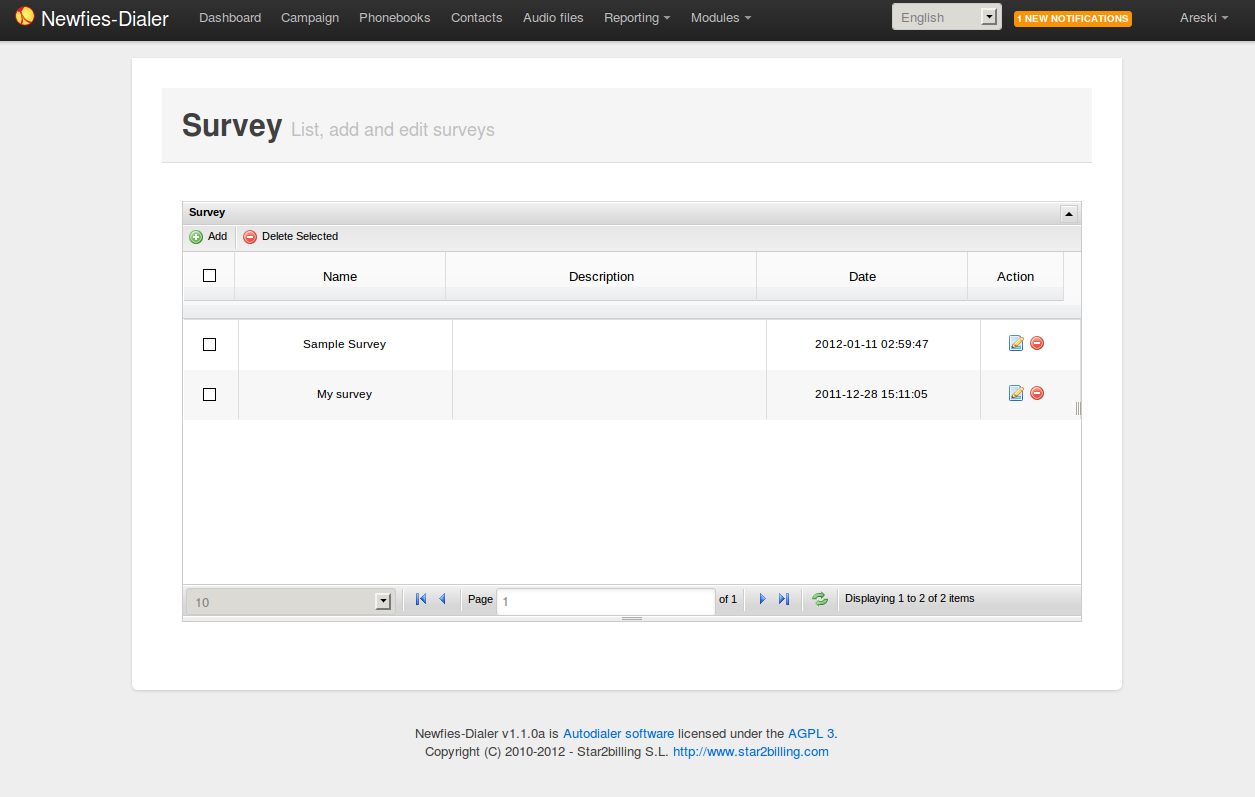 Newfies-Dialer Dashboard Campaign Phonebooks Contacts Audio files Reporting Modules English 1 NEW NOTIFICATIONS Areski
Survey List, add and edit surveys
Survey
Add Delete Selected
Name Description Date Action
Sample Survey 2012-01-11 02:59:47
My survey 2011-12-28 15:11:05
10 Page 1 of 1 Displaying 1 to 2 of 2 items
Newfies-Dialer v1.1.0a is Autodialer software licensed under the AGPL 3.
Copyright (C) 2010-2012 - Star2billing S.L. http://www.star2billing.com